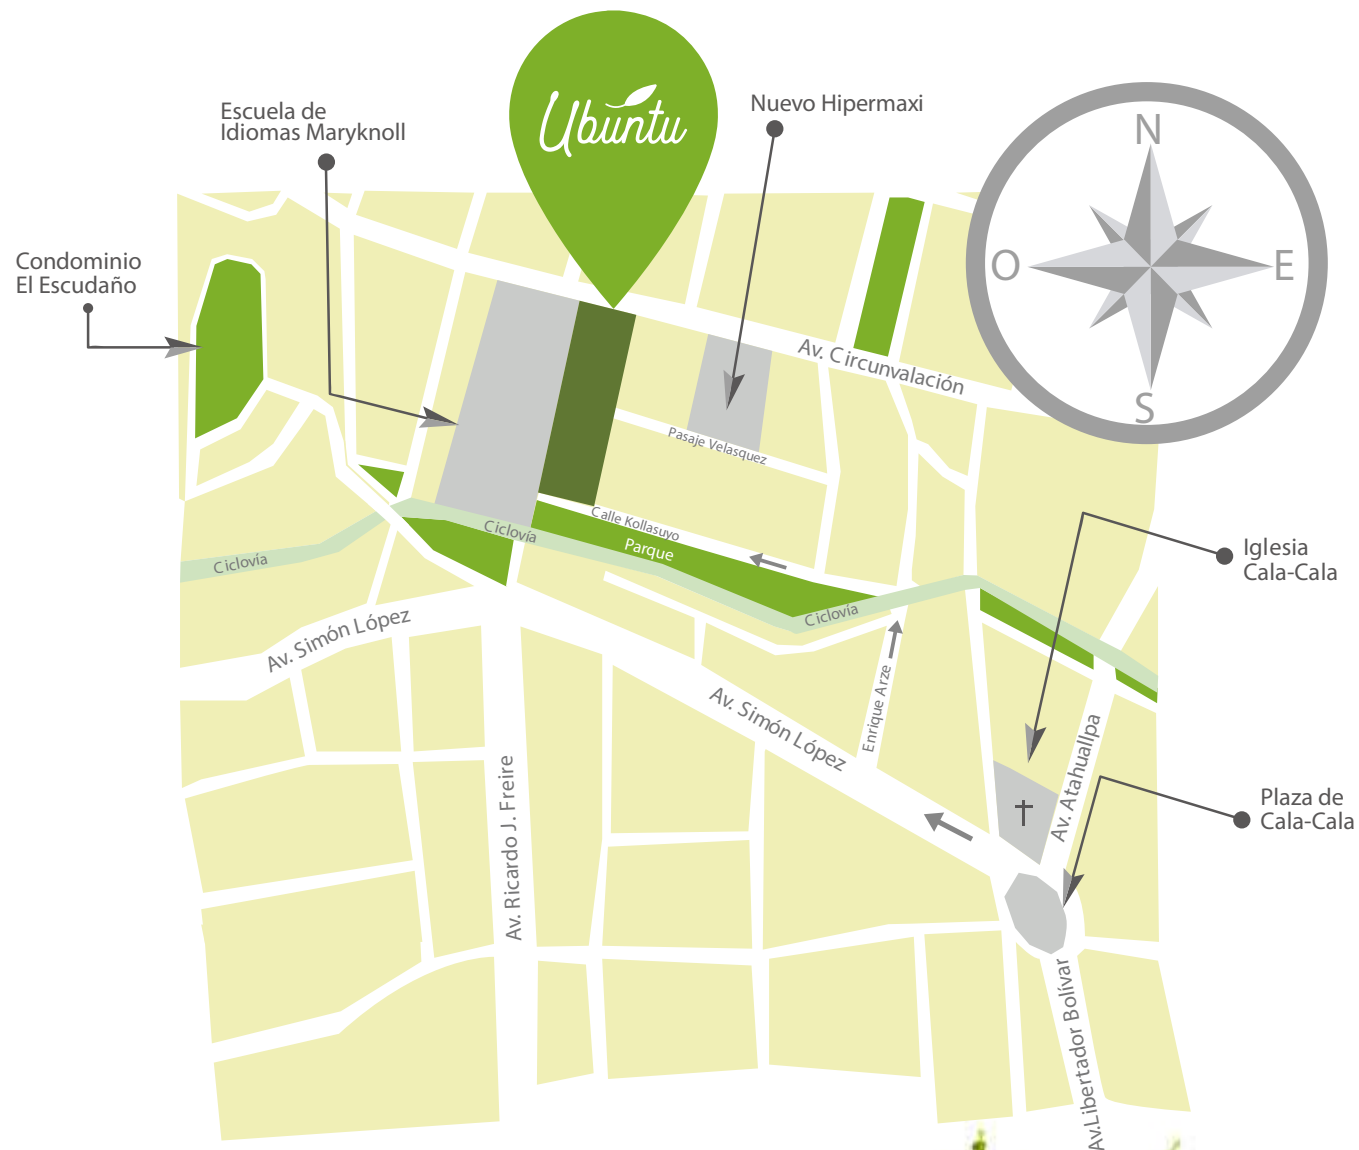 Ubuntu
Escuela de
Idiomas Maryknoll
Nuevo Hipermaxi
Condominio
El Escudaño
N
O
E
S
Av. Circunvalación
Pasaje Velasquez
Calle Kollasuyo
Parque
Ciclovía
Ciclovía
Ciclovía
Iglesia
Cala-Cala
Av. Simón López
Av. Simón López
Enrique Arze
Av. Atahuallpa
Plaza de
Cala-Cala
Av. Ricardo J. Freire
Av.Libertador Bolívar